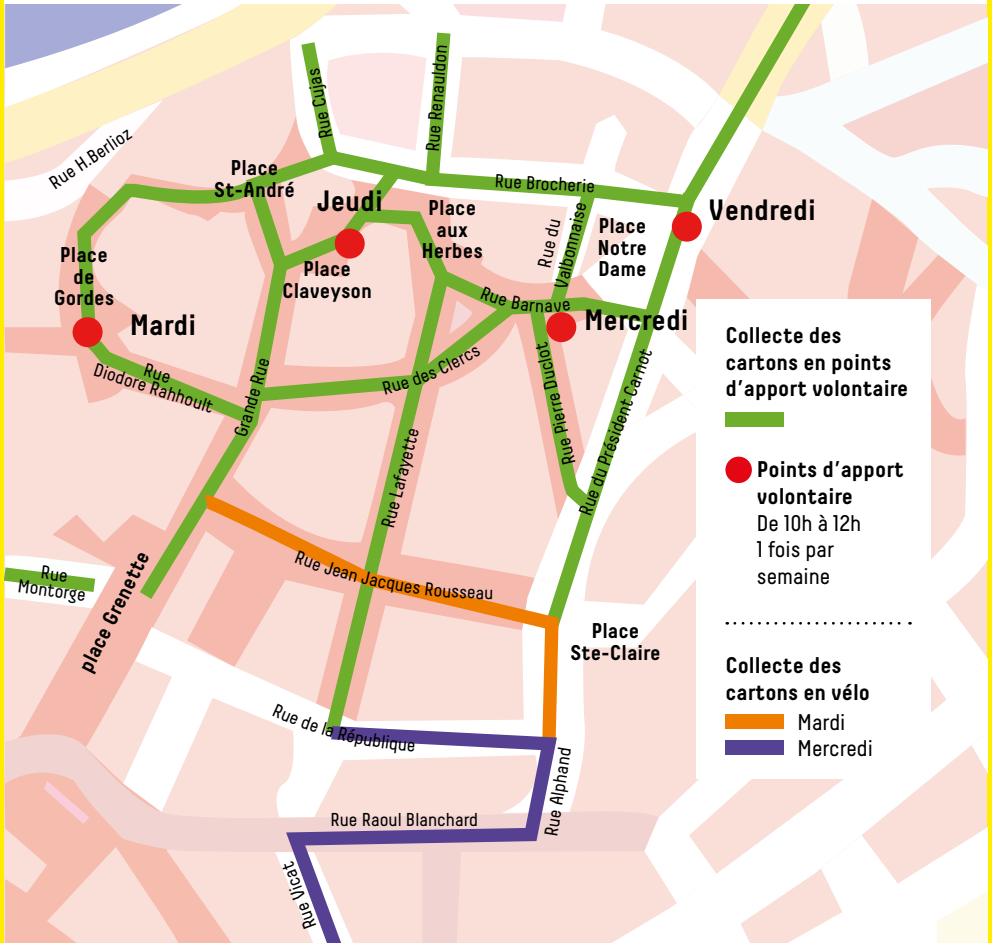 Rue Cujas
Rue Renauldon
Rue H.Berlioz
Place
St-André
Jeudi
Rue Brocherie
Vendredi
Place
aux
Herbes
Rue du
Valbonnaise
Place
Notre
Dame
Place
de
Gordes
Place
Claveyson
Mardi
Rue Barnave
Mercredi
Rue
Diodore Rahhoult
Grande Rue
Rue des Clercs
Rue Pierre Duclot
Rue du Président Carnot
Rue Lafayette
Rue
Montorge
place Grenette
Rue Jean Jacques Rousseau
Place
Ste-Claire
Rue de la République
Rue Alphand
Rue Raoul Blanchard
Rue Vicat
Collecte des
cartons en points
d’apport volontaire
Points d’apport
volontaire
De 10h à 12h
1 fois par
semaine
Collecte des
cartons en vélo
Mardi
Mercredi